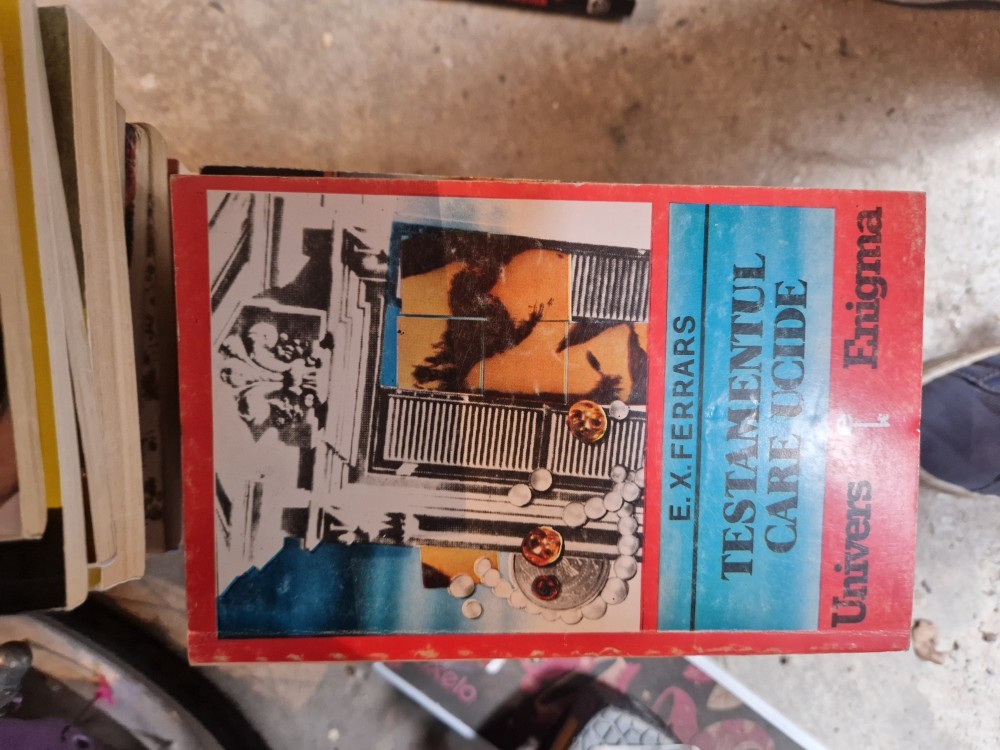 E. X. FERRARS
TESTAMENTUL
CARE UCIDE
Univers Enigma